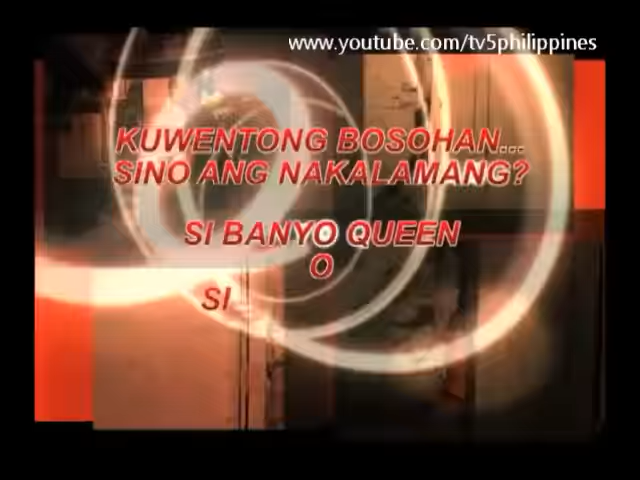 www.youtube.com/tv5philippines
KUWENTONG BOSOHAN...
SINO ANG NAKALAMANG?
SI BANYO QUEEN
O
SI